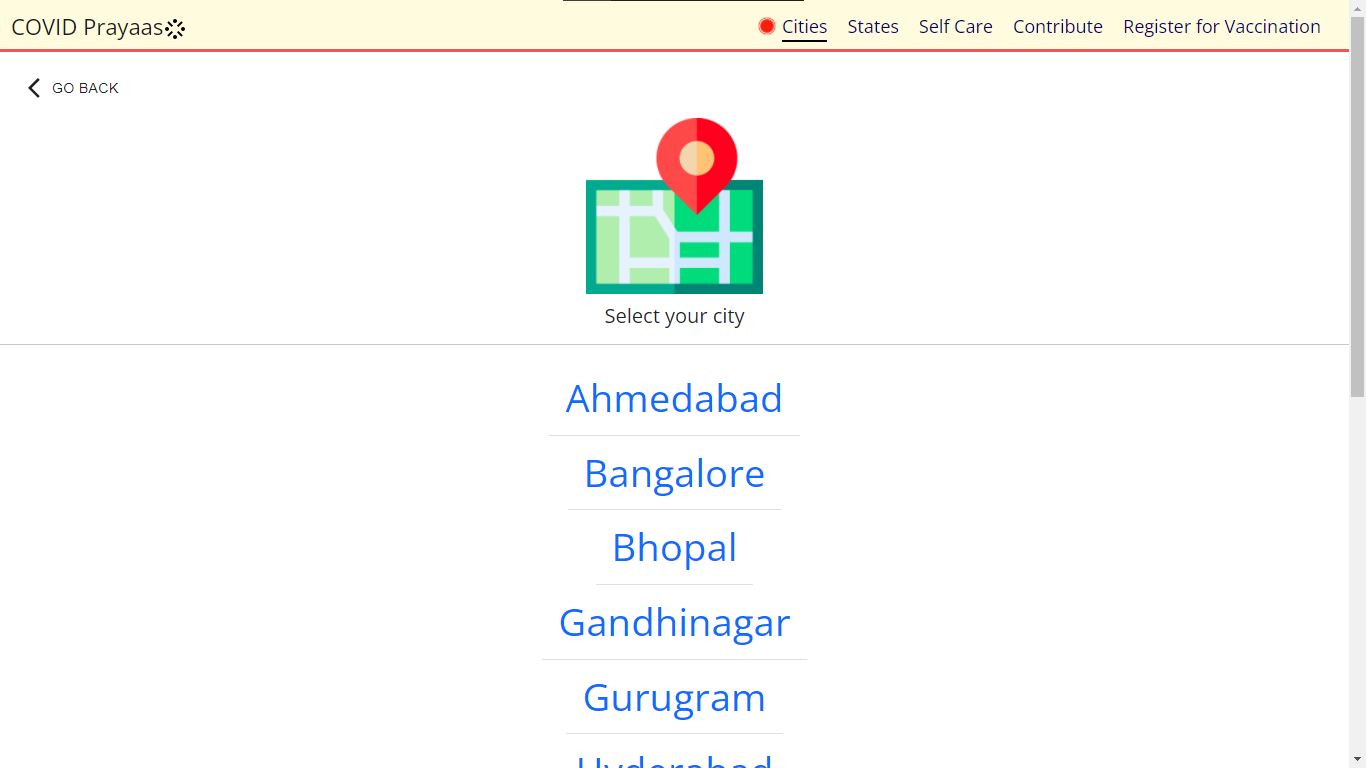 COVID Prayaas
Cities States Self Care Contribute Register for Vaccination
GO BACK
Select your city
Ahmedabad
Bangalore
Bhopal
Gandhinagar
Gurugram
Hyderabad